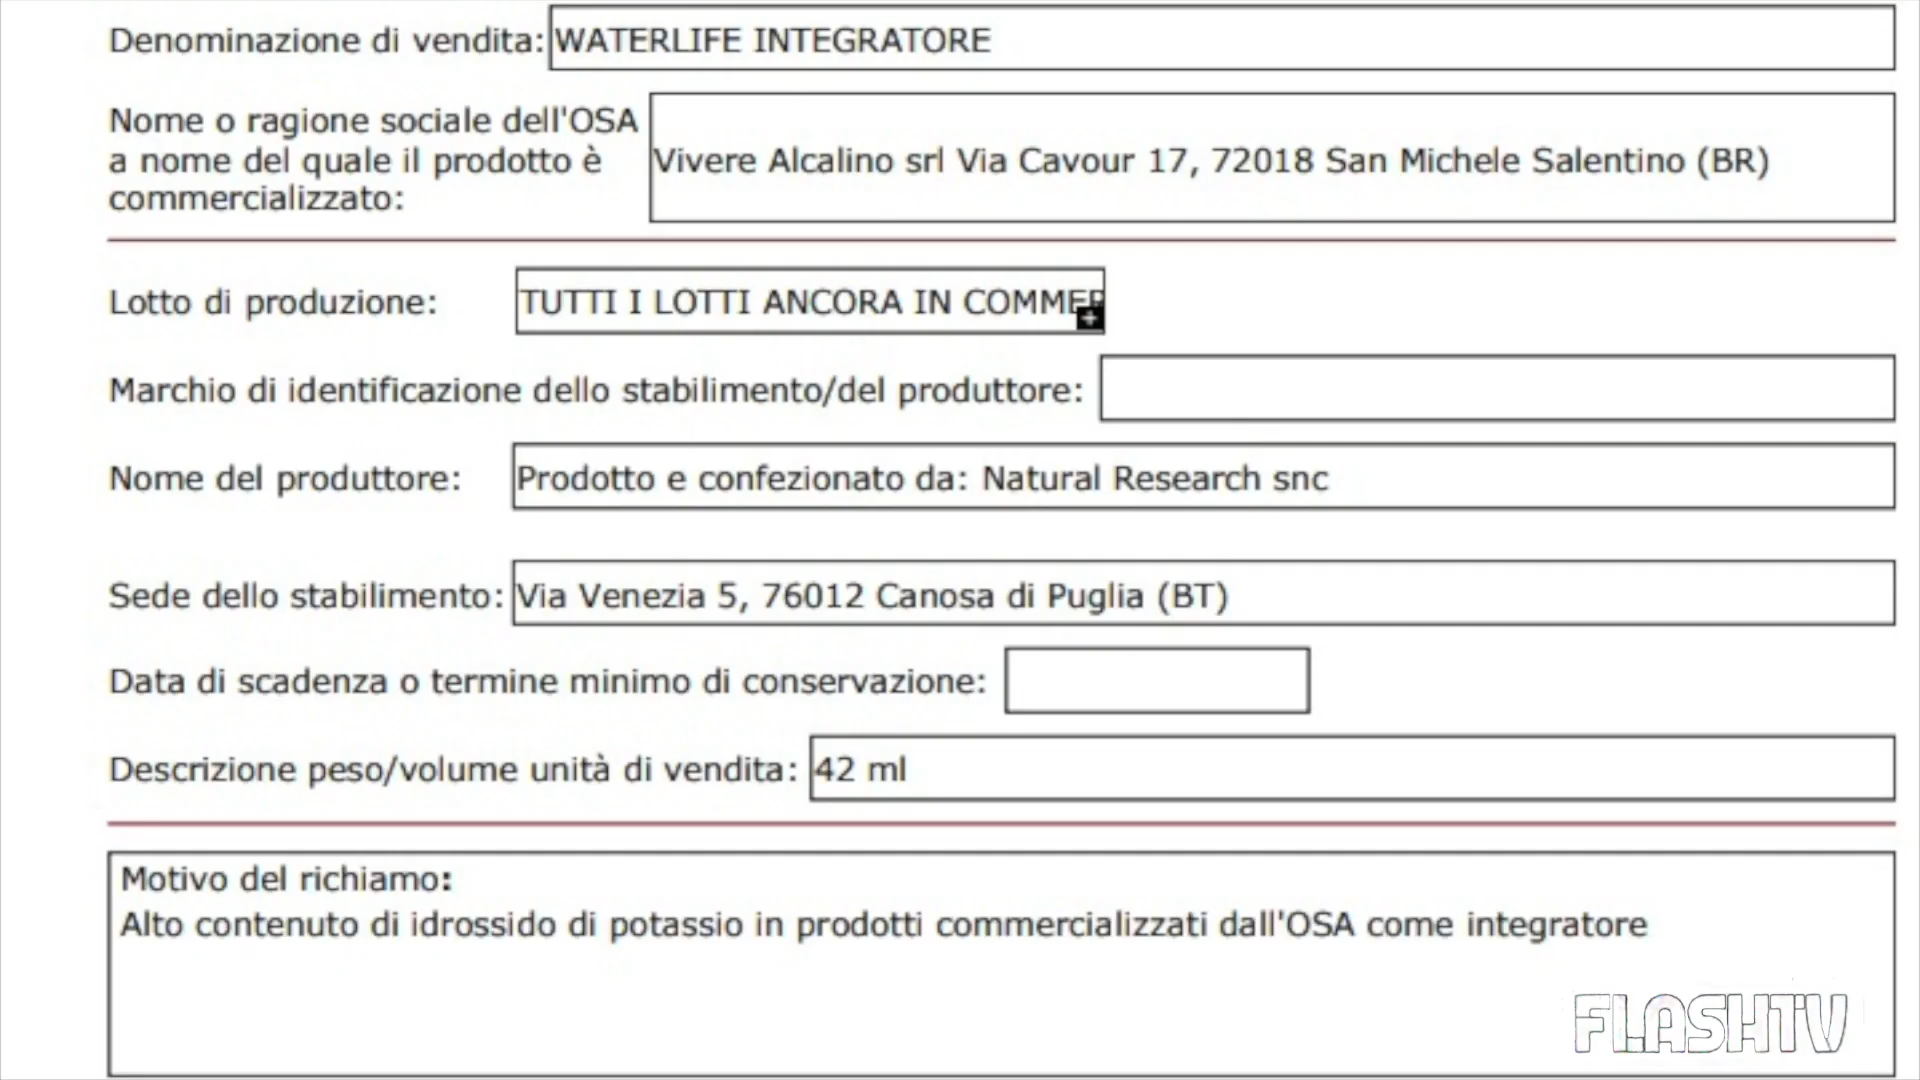 Denominazione di vendita: WATERLIFE INTEGRATORE
Nome o ragione sociale dell'OSA
a nome del quale il prodotto è
commercializzato:
Vivere Alcalino srl Via Cavour 17, 72018 San Michele Salentino (BR)
Lotto di produzione: TUTTI I LOTTI ANCORA IN COMMER
Marchio di identificazione dello stabilimento/del produttore:
Nome del produttore: Prodotto e confezionato da: Natural Research snc
Sede dello stabilimento: Via Venezia 5, 76012 Canosa di Puglia (BT)
Data di scadenza o termine minimo di conservazione:
Descrizione peso/volume unità di vendita: 42 ml
Motivo del richiamo:
Alto contenuto di idrossido di potassio in prodotti commercializzati dall'OSA come integratore
FLASHTV